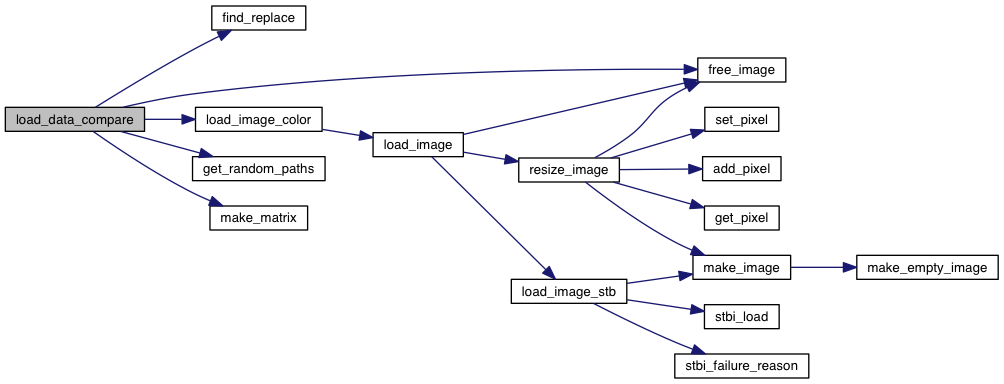 find_replace
free_image
load_data_compare
load_image_color
set_pixel
load_image
get_random_paths
resize_image
add_pixel
make_matrix
get_pixel
make_image
make_empty_image
load_image_stb
stbi_load
stbi_failure_reason